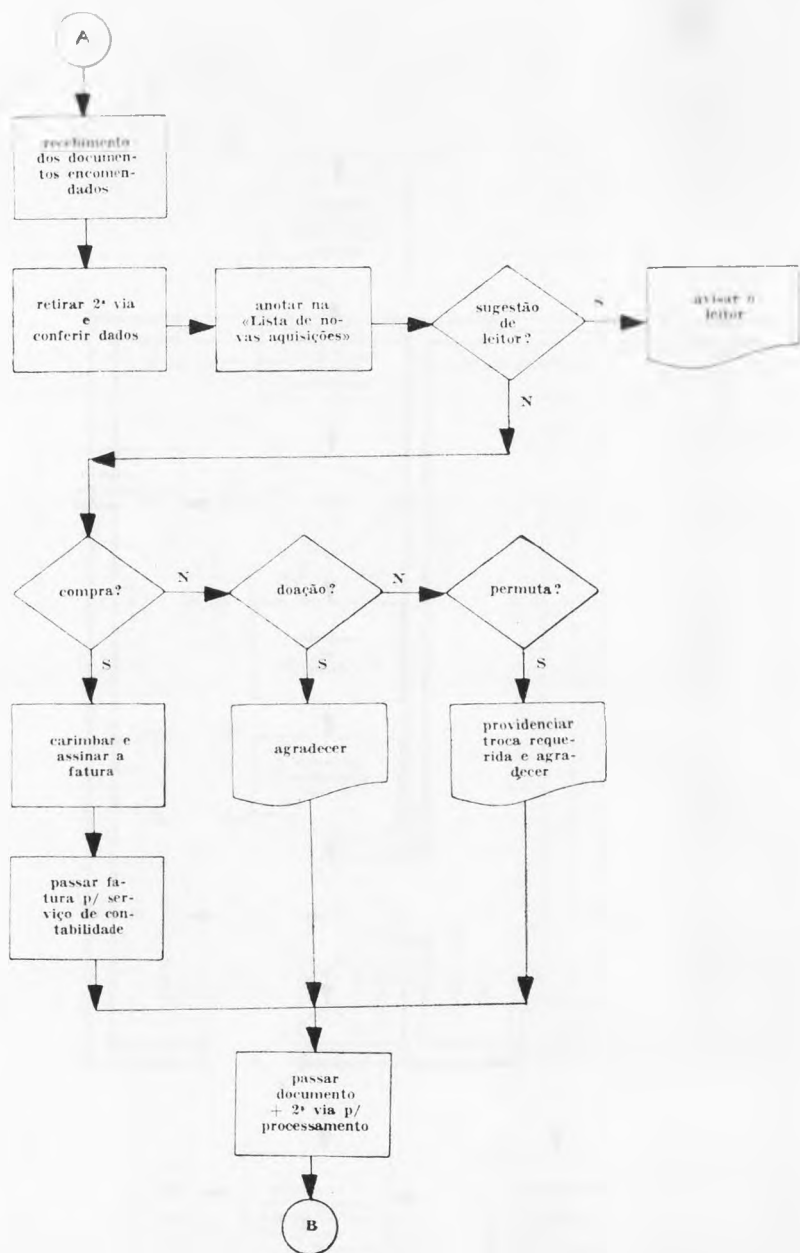 A
recebimento
dos documen-
tos encomen-
dados
retirar 2ª via
e
conferir dados
anotar na
«Lista de no-
vas aquisições»
sugestão
de
leitor?
S
avisar o
leitor
N
compra?
N
doação?
N
permuta?
S
S
S
carimbar e
assinar a
fatura
agradecer
providenciar
troca reque-
rida e agra-
decer
passar fa-
tura p/ ser-
viço de con-
tabilidade
passar
documento
+ 2ª via p/
processamento
B